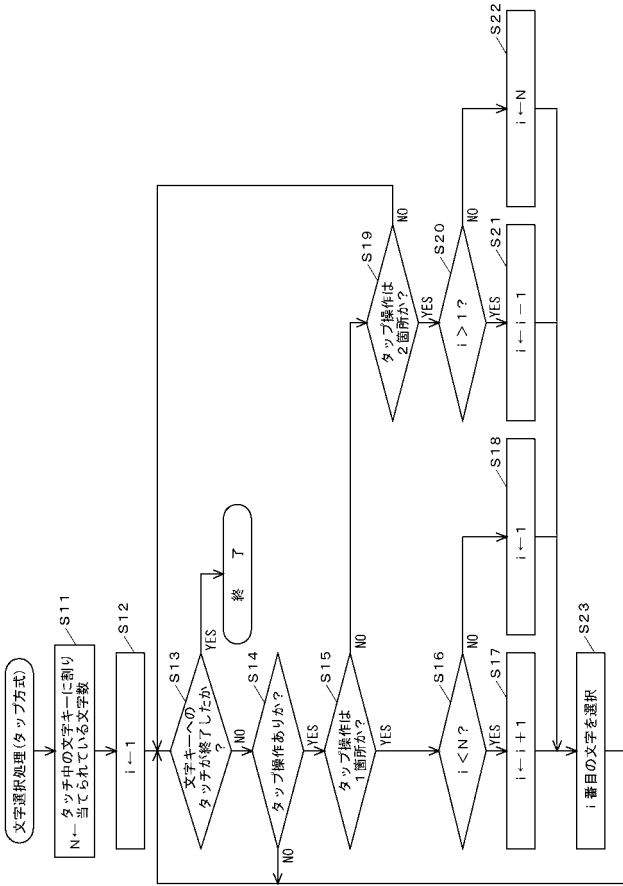 文字選択処理(タップ方式)
S11
N← タッチ中の文字キーに割り
当てられている文字数
S12
i←1
S13
文字キーへの
タッチが終了したか
?
YES
終 了
NO
S14
タップ操作ありか?
NO
YES
S15
タップ操作は
1箇所か?
NO
YES
S16
i<N?
NO
YES
S17
i←i+1
S18
i←1
S19
タップ操作は
2箇所か?
NO
YES
S20
i>1?
NO
YES
S21
i←i-1
S22
i←N
S23
i番目の文字を選択